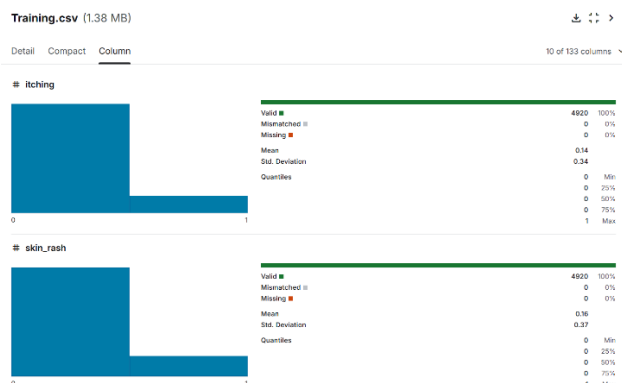 Training.csv (1.38 MB)
Detail Compact Column 10 of 133 columns
# itching
Valid 4920 100%
Mismatched 0 0%
Missing 0 0%
Mean 0.14
Std. Deviation 0.34
Quantiles 0 Min
0 25%
0 50%
0 75%
1 Max
0 1
# skin_rash
Valid 4920 100%
Mismatched 0 0%
Missing 0 0%
Mean 0.16
Std. Deviation 0.37
Quantiles 0 Min
0 25%
0 50%
0 75%